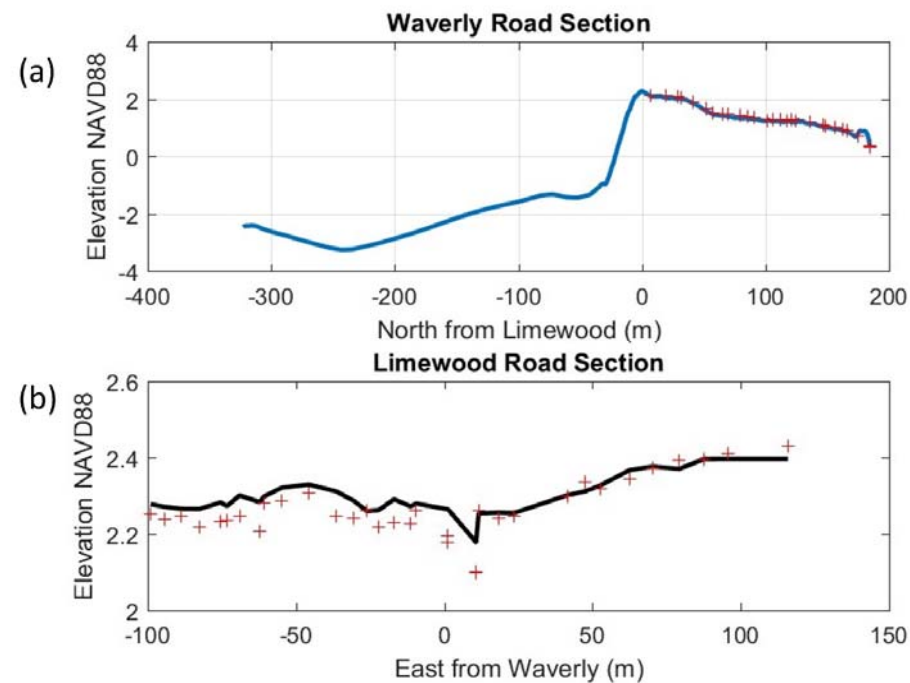 Waverly Road Section
(a)
Elevation NAVD88
4
2
0
-2
-4
-400
-300
-200
-100
0
100
200
North from Limewood (m)
Limewood Road Section
(b)
Elevation NAVD88
2.6
2.4
2.2
2.2
2
-100
-50
0
50
100
150
East from Waverly (m)